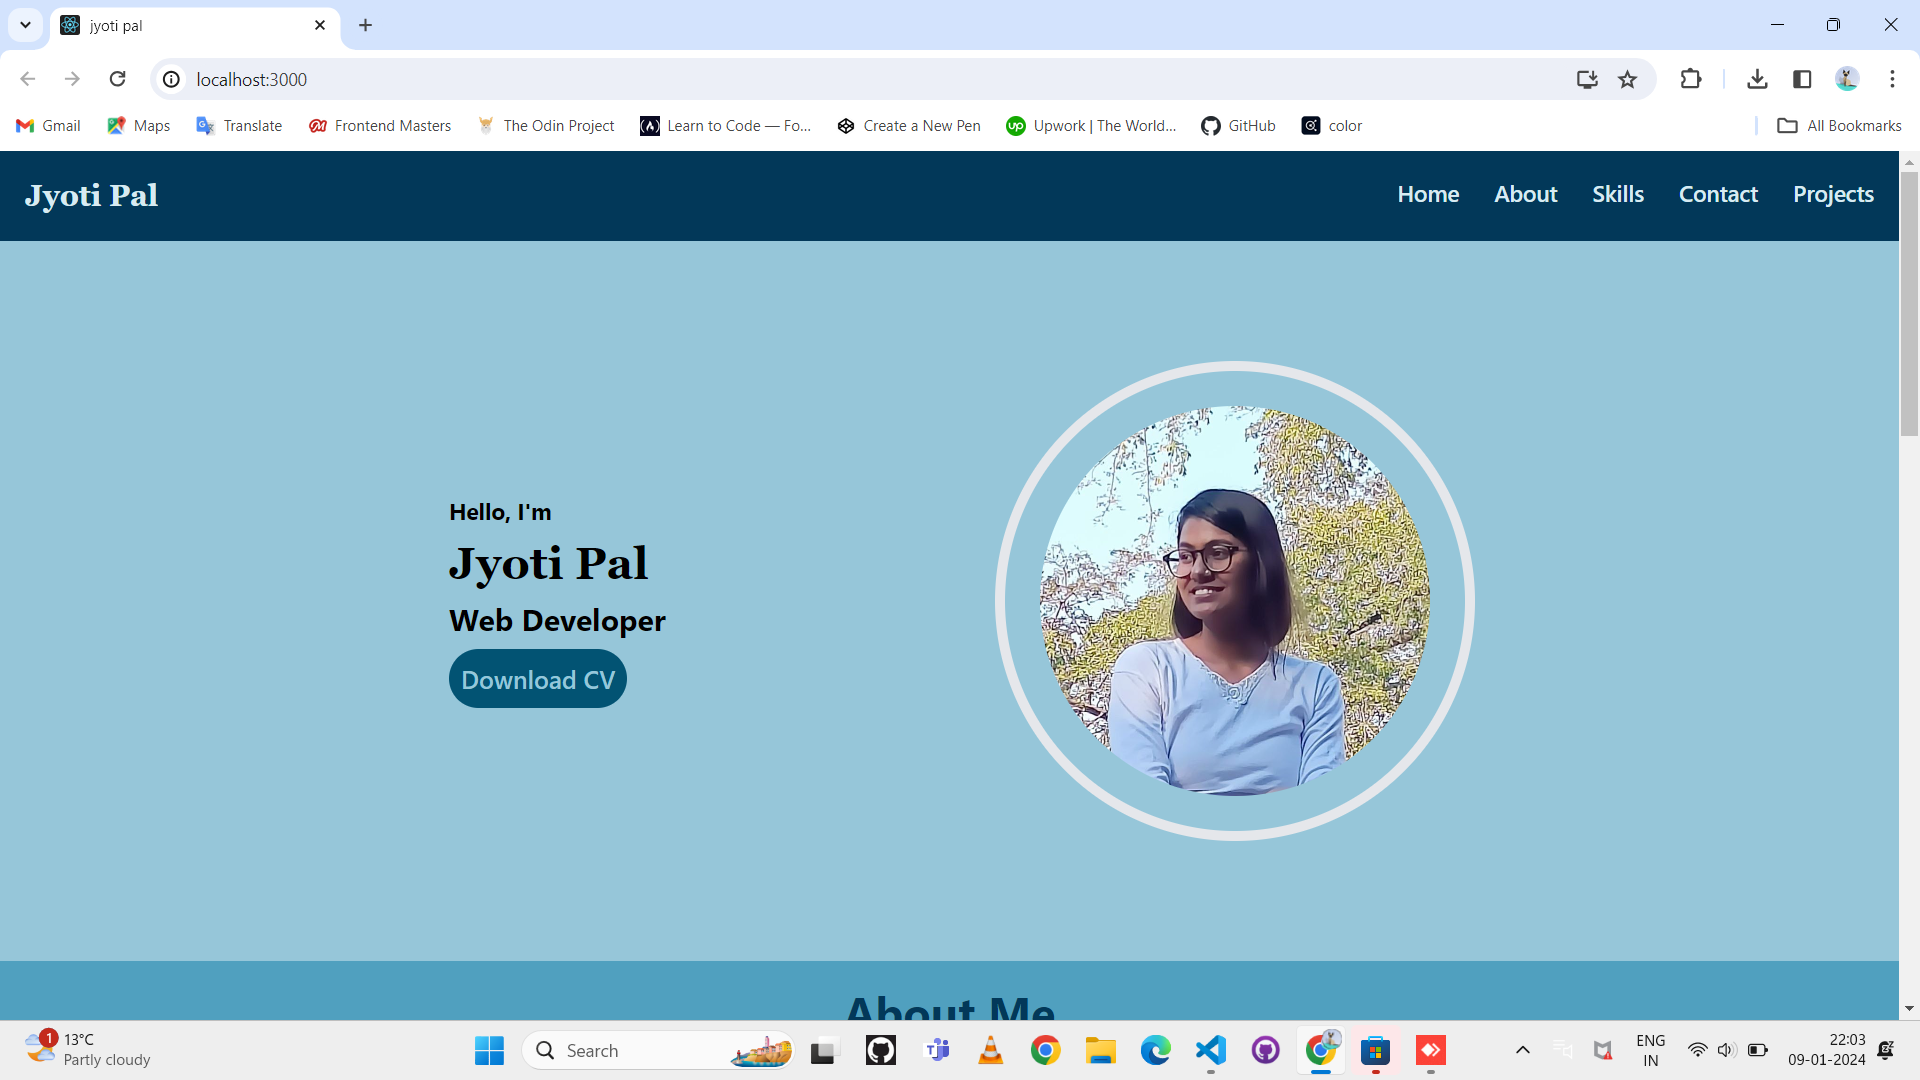 jyoti pal
localhost:3000
Gmail
Maps
Translate
Frontend Masters
The Odin Project
Learn to Code — Fo...
Create a New Pen
Upwork | The World...
GitHub
color
All Bookmarks
Jyoti Pal
Home
About
Skills
Contact
Projects
Hello, I'm
Jyoti Pal
Web Developer
Download CV
About Me
1
13°C
Partly cloudy
Search
ENG
IN
22:03
09-01-2024